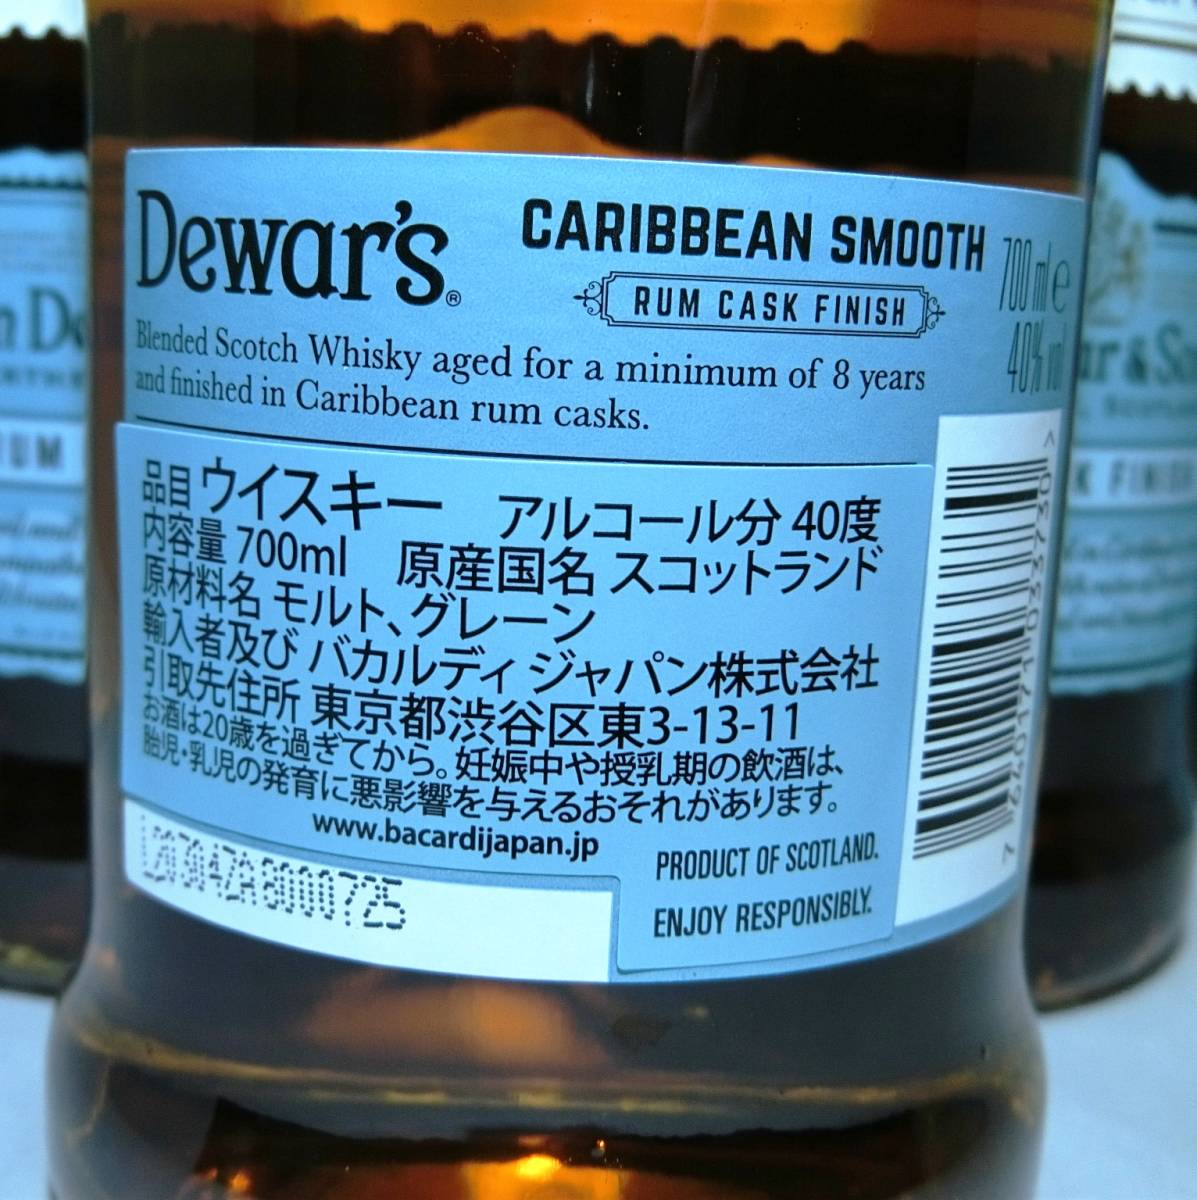 Dewar's®
CARIBBEAN SMOOTH
RUM CASK FINISH
700 ml e
40% vol
Blended Scotch Whisky aged for a minimum of 8 years
and finished in Caribbean rum casks.
品目 ウイスキー アルコール分 40度
内容量 700ml 原産国名 スコットランド
原材料名 モルト、グレーン
輸入者及び バカルディ ジャパン株式会社
引取先住所 東京都渋谷区東3-13-11
お酒は20歳を過ぎてから。妊娠中や授乳期の飲酒は、
胎児・乳児の発育に悪影響を与えるおそれがあります。
www.bacardijapan.jp
PRODUCT OF SCOTLAND.
ENJOY RESPONSIBLY.
7 640171 033730 >
RUM
K FINISH